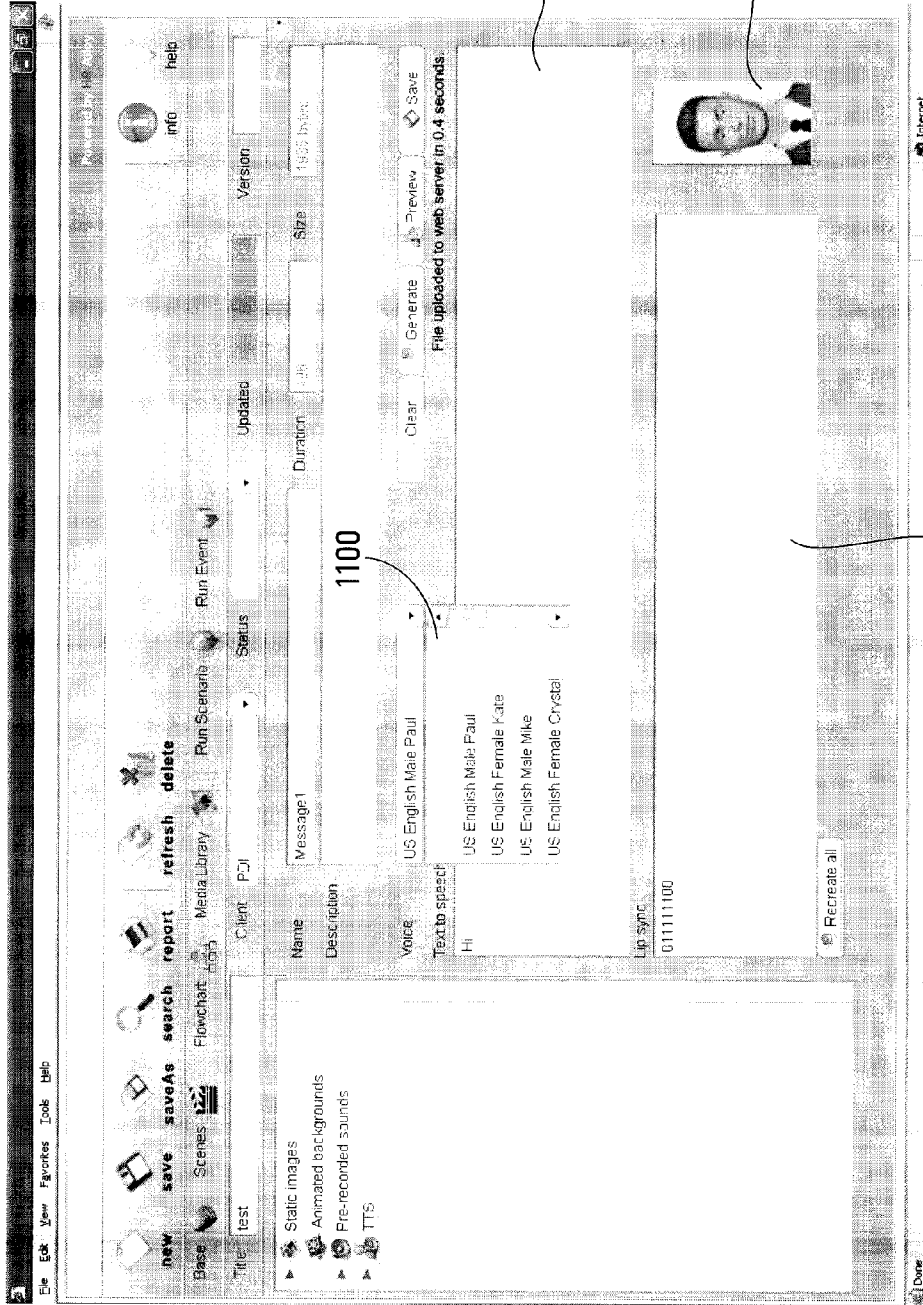 File Edit View Favorites Tools Help
new save saveAs search report refresh delete info help
Base Scenes Flowchart Media Library Run Scenario Run Event
Title test Client PDI Status Updated Version
Static images
Animated backgrounds
Pre-recorded sounds
TTS
Name Message1 Duration Size
Description
1100
Voice US English Male Paul Clear Generate Preview Save
Text to speech File uploaded to web server in 0.4 seconds.
Hi
US English Male Paul
US English Female Kate
US English Male Mike
US English Female Crystal
Lip sync
0111111100
Recreate all
Done Internet